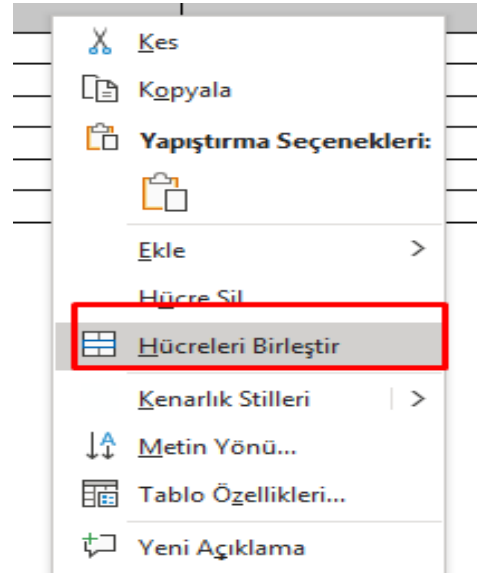 Kes
Kopyala
Yapıştırma Seçenekleri:
Ekle
Hücre Sil
Hücreleri Birleştir
Kenarlık Stilleri
Metin Yönü...
Tablo Özellikleri...
Yeni Açıklama